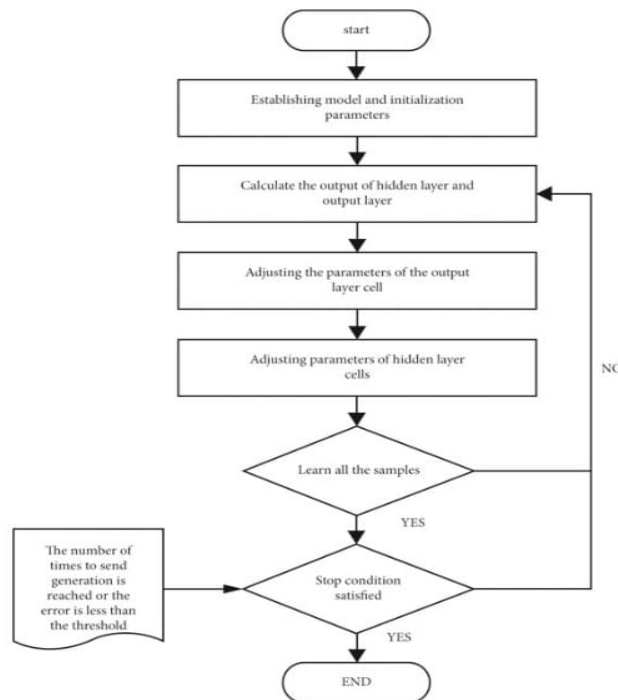 start
Establishing model and initialization
parameters
Calculate the output of hidden layer and
output layer
Adjusting the parameters of the output
layer cell
Adjusting parameters of hidden layer
cells
NO
Learn all the samples
YES
The number of
times to send
generation is
reached or the
error is less than
the threshold
Stop condition
satisfied
YES
END